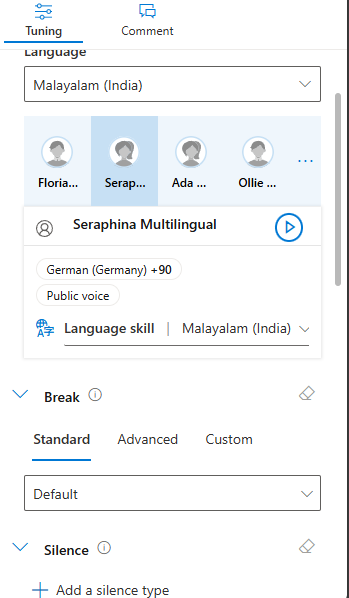 Tuning
Comment
Language
Malayalam (India)
Floria...
Serap...
Ada ...
Ollie ...
...
Seraphina Multilingual
German (Germany) +90
Public voice
Language skill | Malayalam (India)
Break
Standard
Advanced
Custom
Default
Silence
Add a silence type